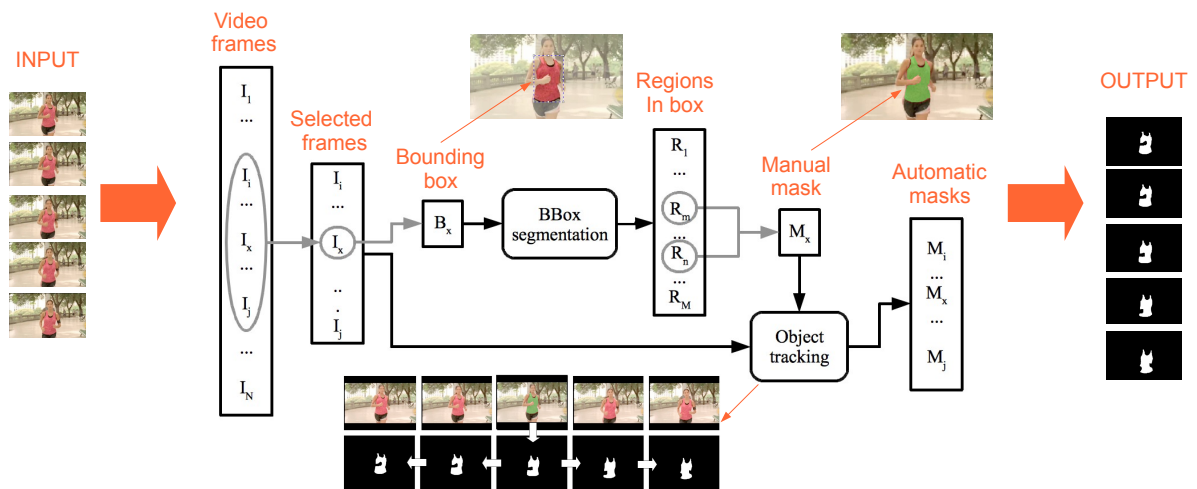 INPUT
Video
frames
I1
...
Ii
...
Ix
...
Ij
...
IN
Selected
frames
Ii
...
Ix
..
.
Ij
Bounding
box
Bx
BBox
segmentation
Regions
In box
R1
...
Rm
...
Rn
...
RM
Manual
mask
Mx
Object
tracking
Automatic
masks
Mi
...
Mx
...
Mj
OUTPUT